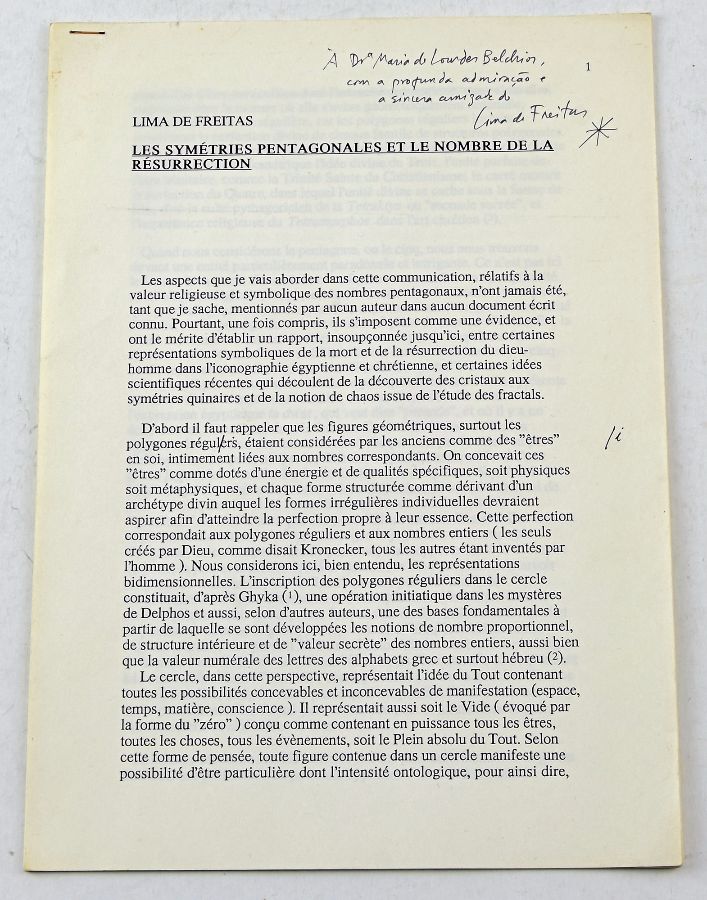 À Drª Maria de Lourdes Belchior,
com a profunda admiração e
a sincera amizade do
Lima de Freitas
1
LIMA DE FREITAS
LES SYMÉTRIES PENTAGONALES ET LE NOMBRE DE LA
RÉSURRECTION
Les aspects que je vais aborder dans cette communication, rélatifs à la
valeur religieuse et symbolique des nombres pentagonaux, n'ont jamais été,
tant que je sache, mentionnés par aucun auteur dans aucun document écrit
connu. Pourtant, une fois compris, ils s'imposent comme une évidence, et
ont le mérite d'établir un rapport, insoupçonnée jusqu'ici, entre certaines
représentations symboliques de la mort et de la résurrection du dieu-
homme dans l'iconographie égyptienne et chrétienne, et certaines idées
scientifiques récentes qui découlent de la découverte des cristaux aux
symétries quinaires et de la notion de chaos issue de l'étude des fractals.
D'abord il faut rappeler que les figures géométriques, surtout les
polygones régulers, étaient considérées par les anciens comme des "êtres"
/i
en soi, intimement liées aux nombres correspondants. On concevait ces
"êtres" comme dotés d'une énergie et de qualités spécifiques, soit physiques
soit métaphysiques, et chaque forme structurée comme dérivant d'un
archétype divin auquel les formes irrégulières individuelles devraient
aspirer afin d'atteindre la perfection propre à leur essence. Cette perfection
correspondait aux polygones réguliers et aux nombres entiers ( les seuls
créés par Dieu, comme disait Kronecker, tous les autres étant inventés par
l'homme ). Nous considerons ici, bien entendu, les représentations
bidimensionnelles. L'inscription des polygones réguliers dans le cercle
constituait, d'après Ghyka (1), une opération initiatique dans les mystères
de Delphos et aussi, selon d'autres auteurs, une des bases fondamentales à
partir de laquelle se sont développées les notions de nombre proportionnel,
de structure intérieure et de "valeur secrète" des nombres entiers, aussi bien
que la valeur numérale des lettres des alphabets grec et surtout hébreu (2).
Le cercle, dans cette perspective, représentait l'idée du Tout contenant
toutes les possibilités concevables et inconcevables de manifestation (espace,
temps, matière, conscience ). Il représentait aussi soit le Vide ( évoqué par
la forme du "zéro" ) conçu comme contenant en puissance tous les êtres,
toutes les choses, tous les évènements, soit le Plein absolu du Tout. Selon
cette forme de pensée, toute figure contenue dans un cercle manifeste une
possibilité d'être particulière dont l'intensité ontologique, pour ainsi dire,